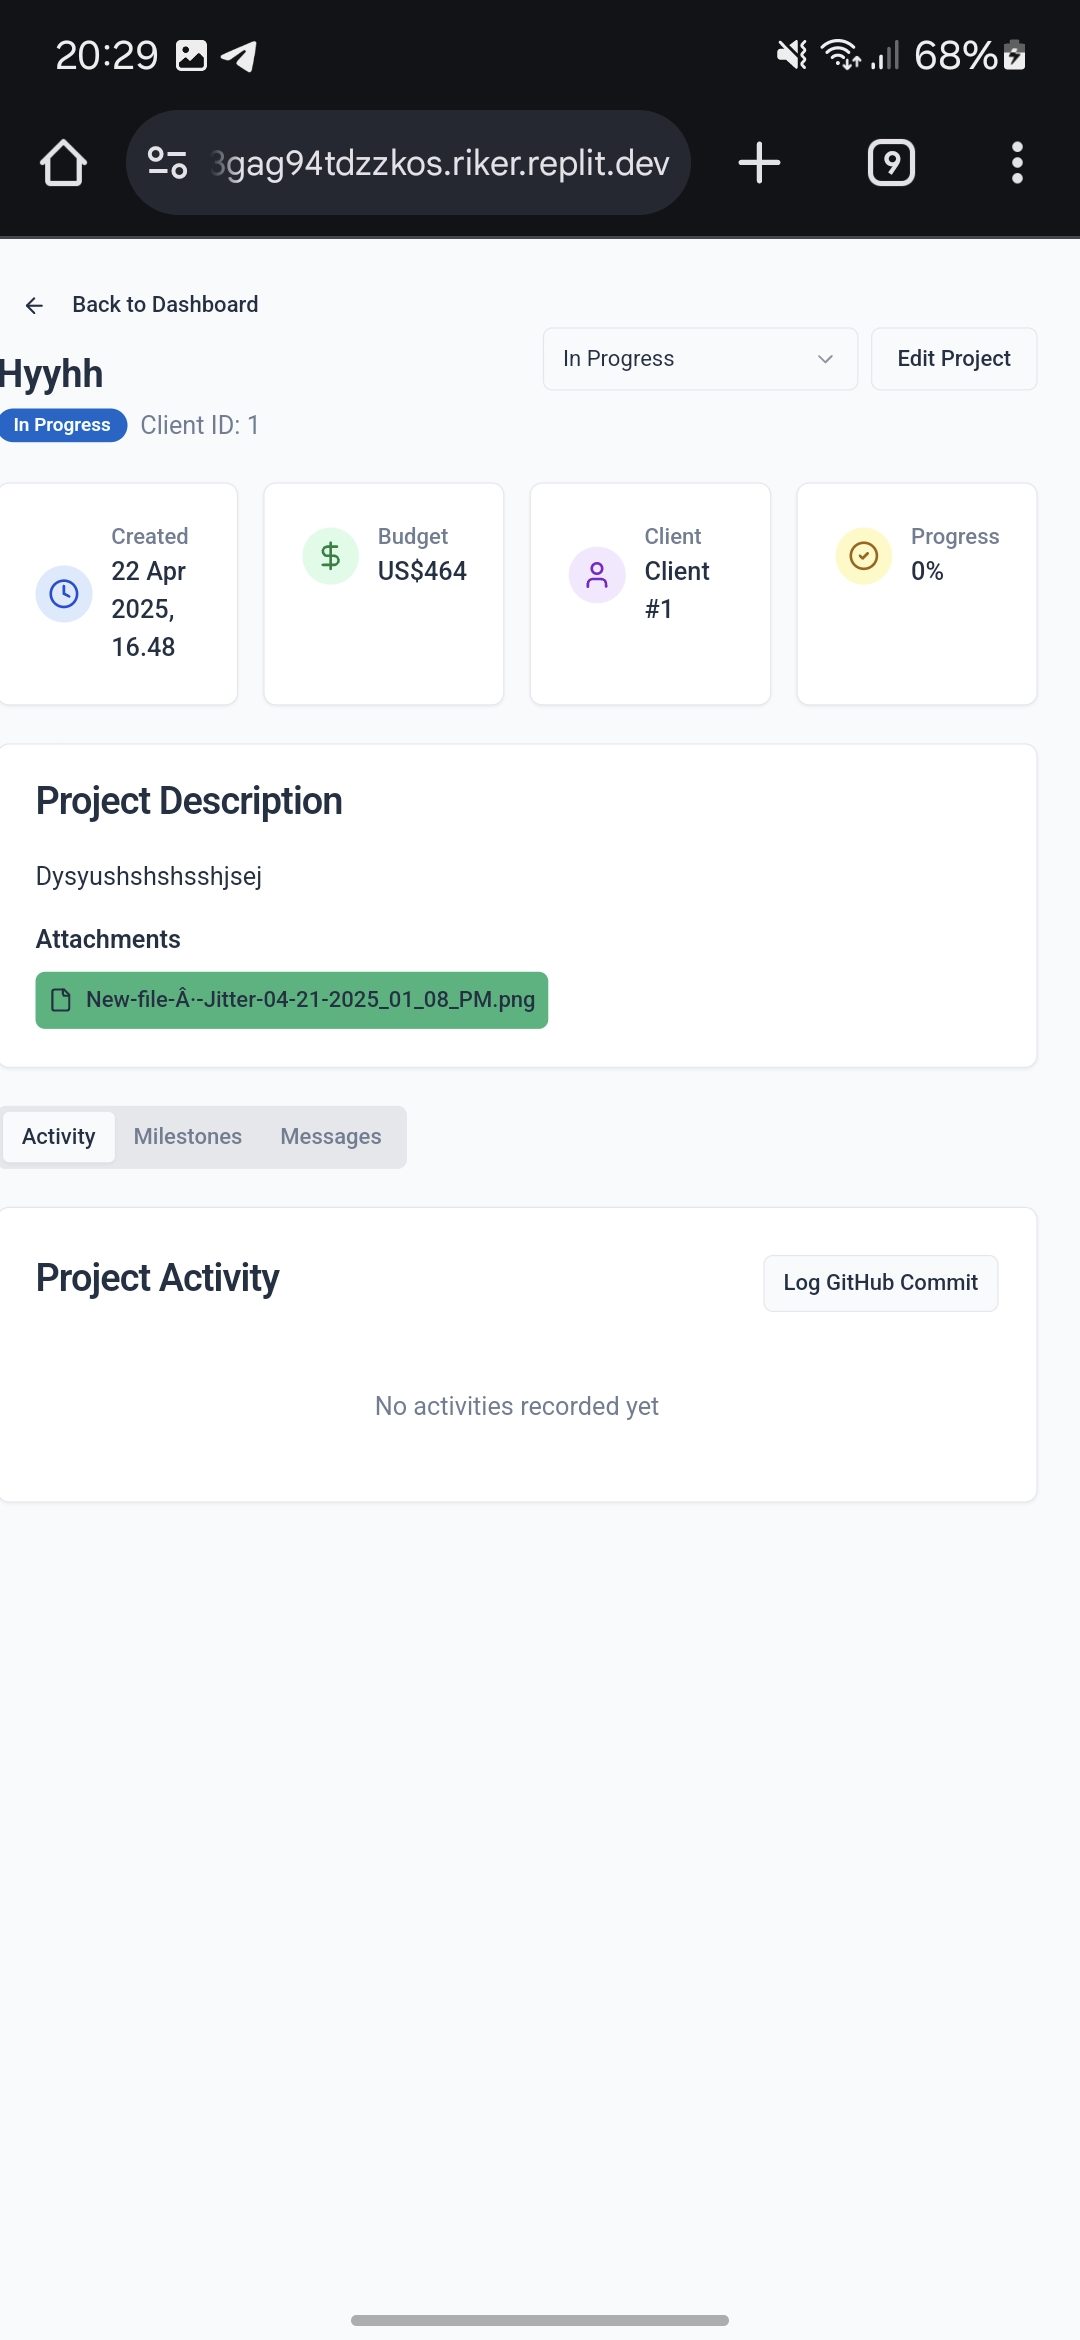 20:29
68%
3gag94tdzzkos.riker.replit.dev
9
Back to Dashboard
Hyyhh
In Progress
Edit Project
In Progress
Client ID: 1
Created
22 Apr
2025,
16.48
Budget
US$464
Client
Client
#1
Progress
0%
Project Description
Dysyushshshsshjsej
Attachments
New-file-Â·-Jitter-04-21-2025_01_08_PM.png
Activity
Milestones
Messages
Project Activity
Log GitHub Commit
No activities recorded yet